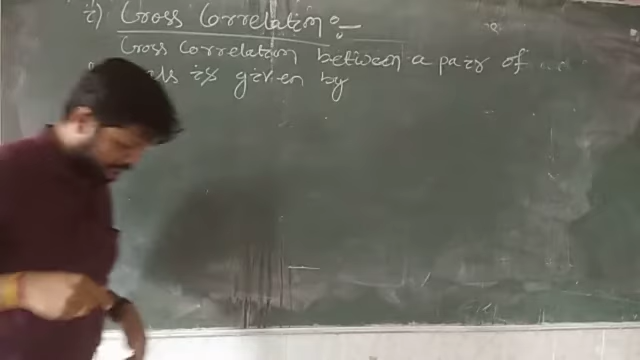 i) Cross Correlation :-
Cross correlation between a pair of
is given by